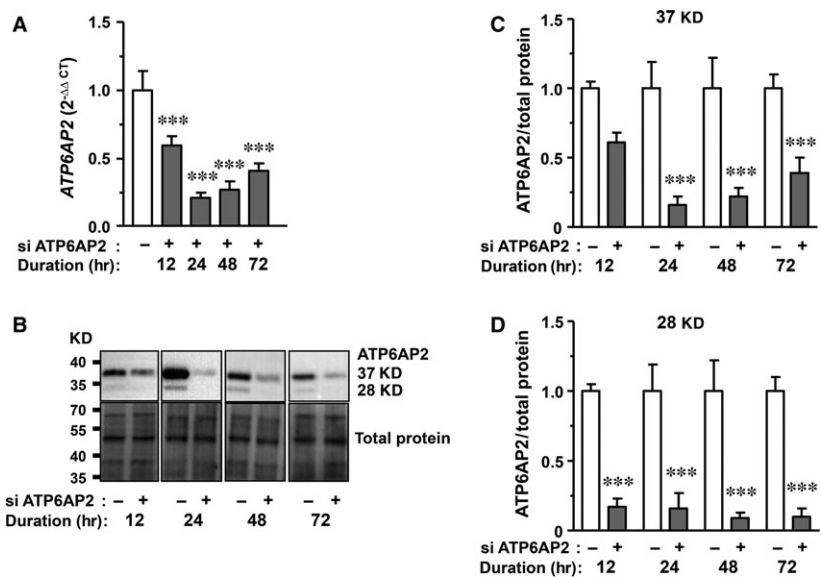 A
1.5
1.0
0.5
0.0
ATP6AP2 (2-ΔΔ CT)
*** *** *** ***
si ATP6AP2 : – + + + +
Duration (hr): 12 24 48 72
B
KD
40
35
70
55
40
35
ATP6AP2
37 KD
28 KD
Total protein
si ATP6AP2 : – + – + – + – +
Duration (hr): 12 24 48 72
C
37 KD
1.5
1.0
0.5
0
ATP6AP2/total protein
*** *** ***
si ATP6AP2 : – + – + – + – +
Duration (hr): 12 24 48 72
D
28 KD
1.5
1.0
0.5
0
ATP6AP2/total protein
*** *** *** ***
si ATP6AP2 : – + – + – + – +
Duration (hr): 12 24 48 72